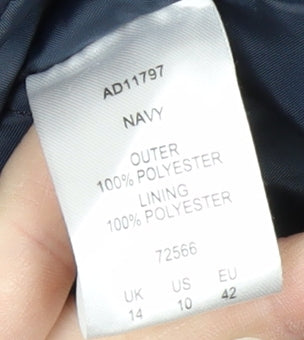 AD11797
NAVY
OUTER
100% POLYESTER
LINING
100% POLYESTER
72566
UK US EU
14 10 42